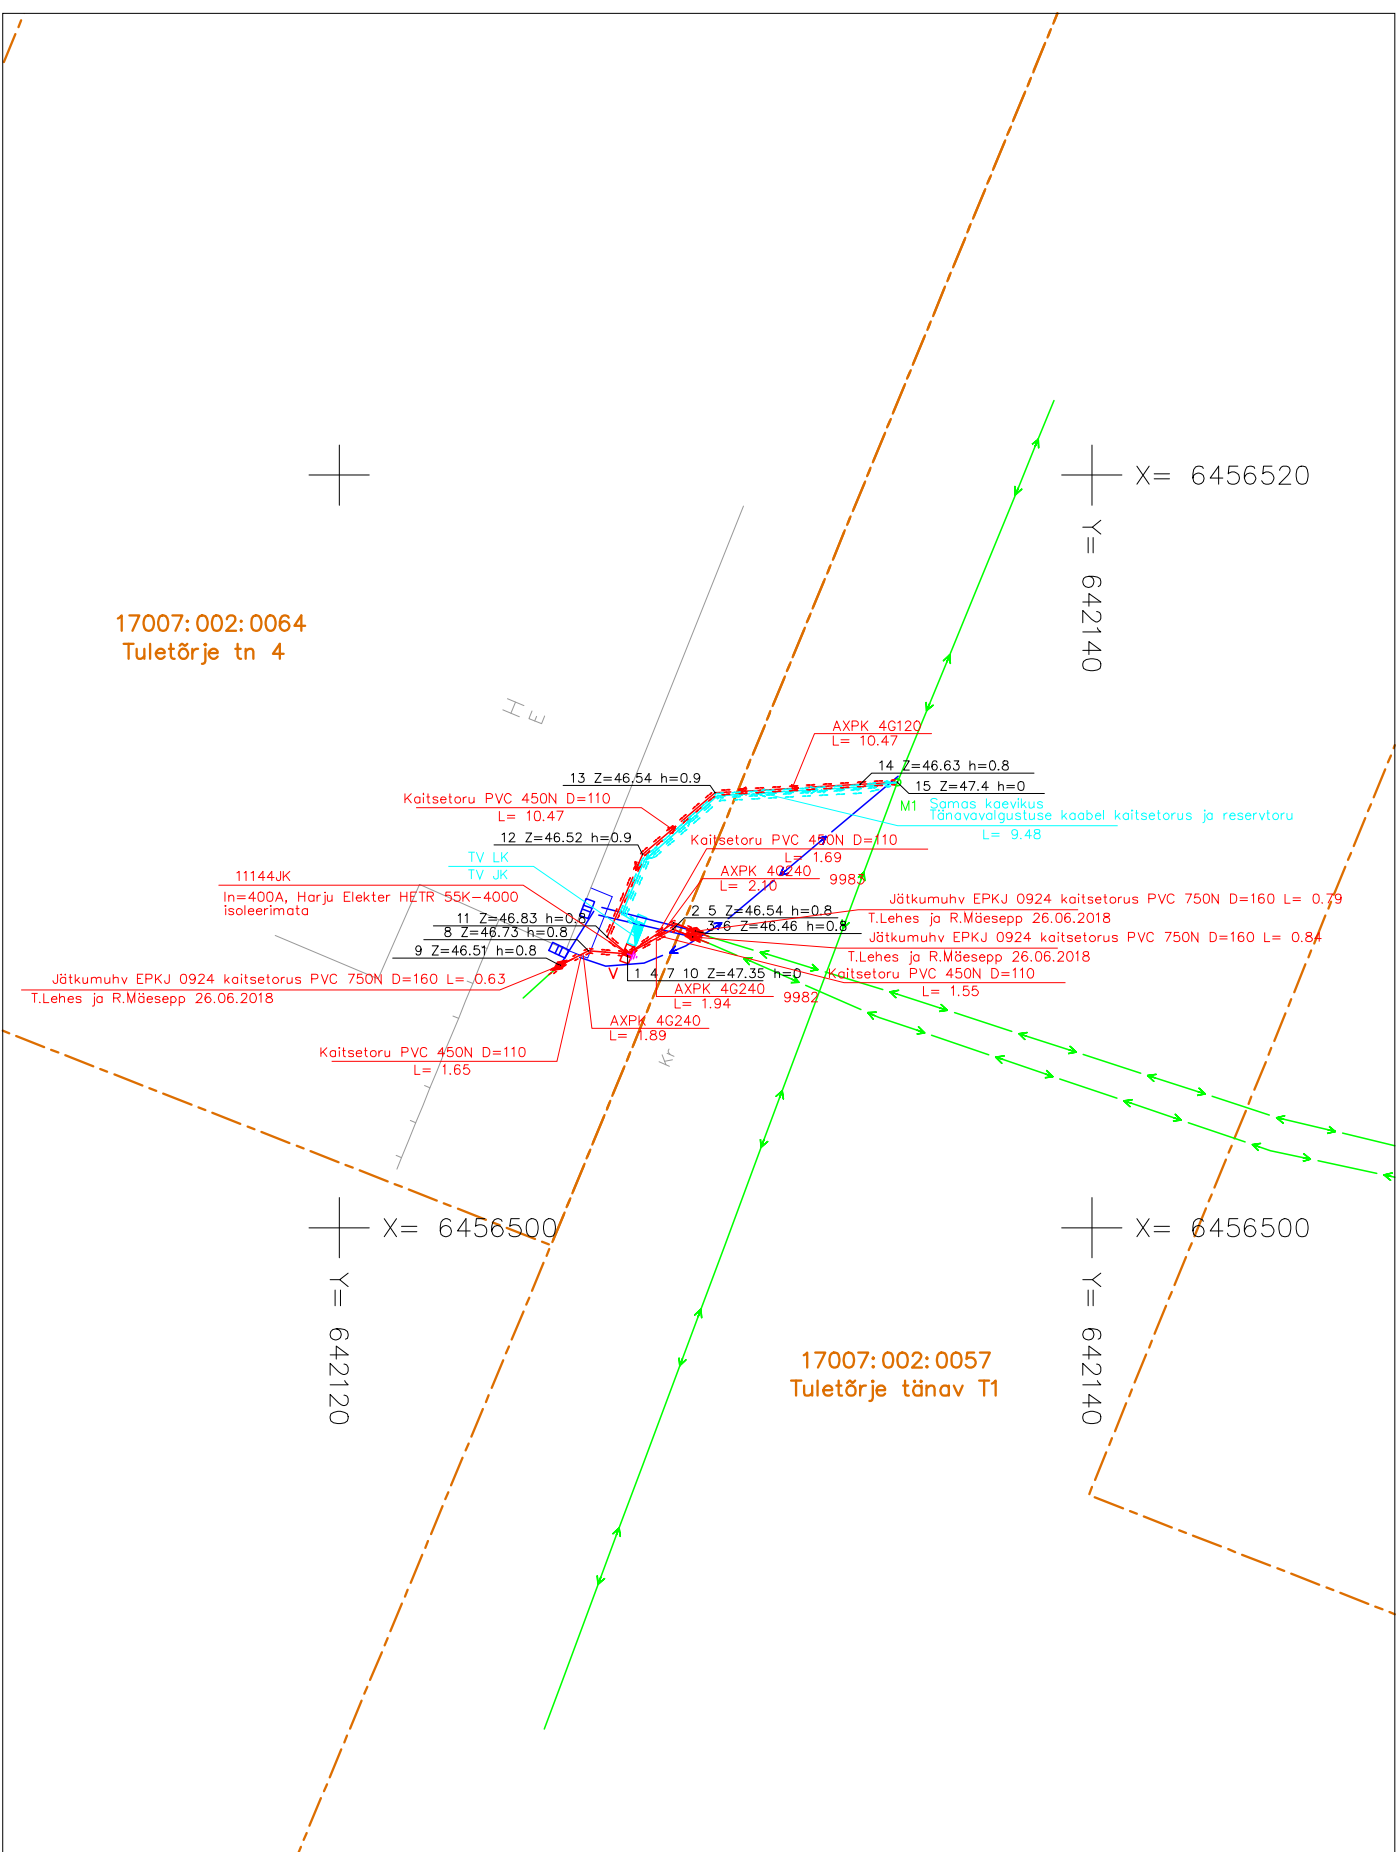 X= 6456520
Y= 642140
17007:002:0064
Tuletõrje tn 4
H
E
AXPK 4G120
L= 10.47
14 Z=46.63 h=0.8
13 Z=46.54 h=0.9
15 Z=47.4 h=0
Kaitsetoru PVC 450N D=110
L= 10.47
M1
Samas kaevikus
Tänavavalgustuse kaabel kaitsetorus ja reservtoru
L= 9.48
12 Z=46.52 h=0.9
Kaitsetoru PVC 450N D=110
L= 1.69
TV LK
TV JK
AXPK 4G240
L= 2.10
9983
11144JK
In=400A, Harju Elekter HETR 55K-4000
isoleerimata
Jätkumuhv EPKJ 0924 kaitsetorus PVC 750N D=160 L= 0.79
T.Lehes ja R.Mäesepp 26.06.2018
2 5 Z=46.54 h=0.8
11 Z=46.83 h=0.8
3 6 Z=46.46 h=0.8
8 Z=46.73 h=0.8
Jätkumuhv EPKJ 0924 kaitsetorus PVC 750N D=160 L= 0.84
T.Lehes ja R.Mäesepp 26.06.2018
9 Z=46.51 h=0.8
1 4 7 10 Z=47.35 h=0
V
Kaitsetoru PVC 450N D=110
L= 1.55
Jätkumuhv EPKJ 0924 kaitsetorus PVC 750N D=160 L= 0.63
T.Lehes ja R.Mäesepp 26.06.2018
AXPK 4G240
L= 1.94
9982
AXPK 4G240
L= 1.89
Kaitsetoru PVC 450N D=110
L= 1.65
Kr
X= 6456500
X= 6456500
Y= 642120
Y= 642140
17007:002:0057
Tuletõrje tänav T1